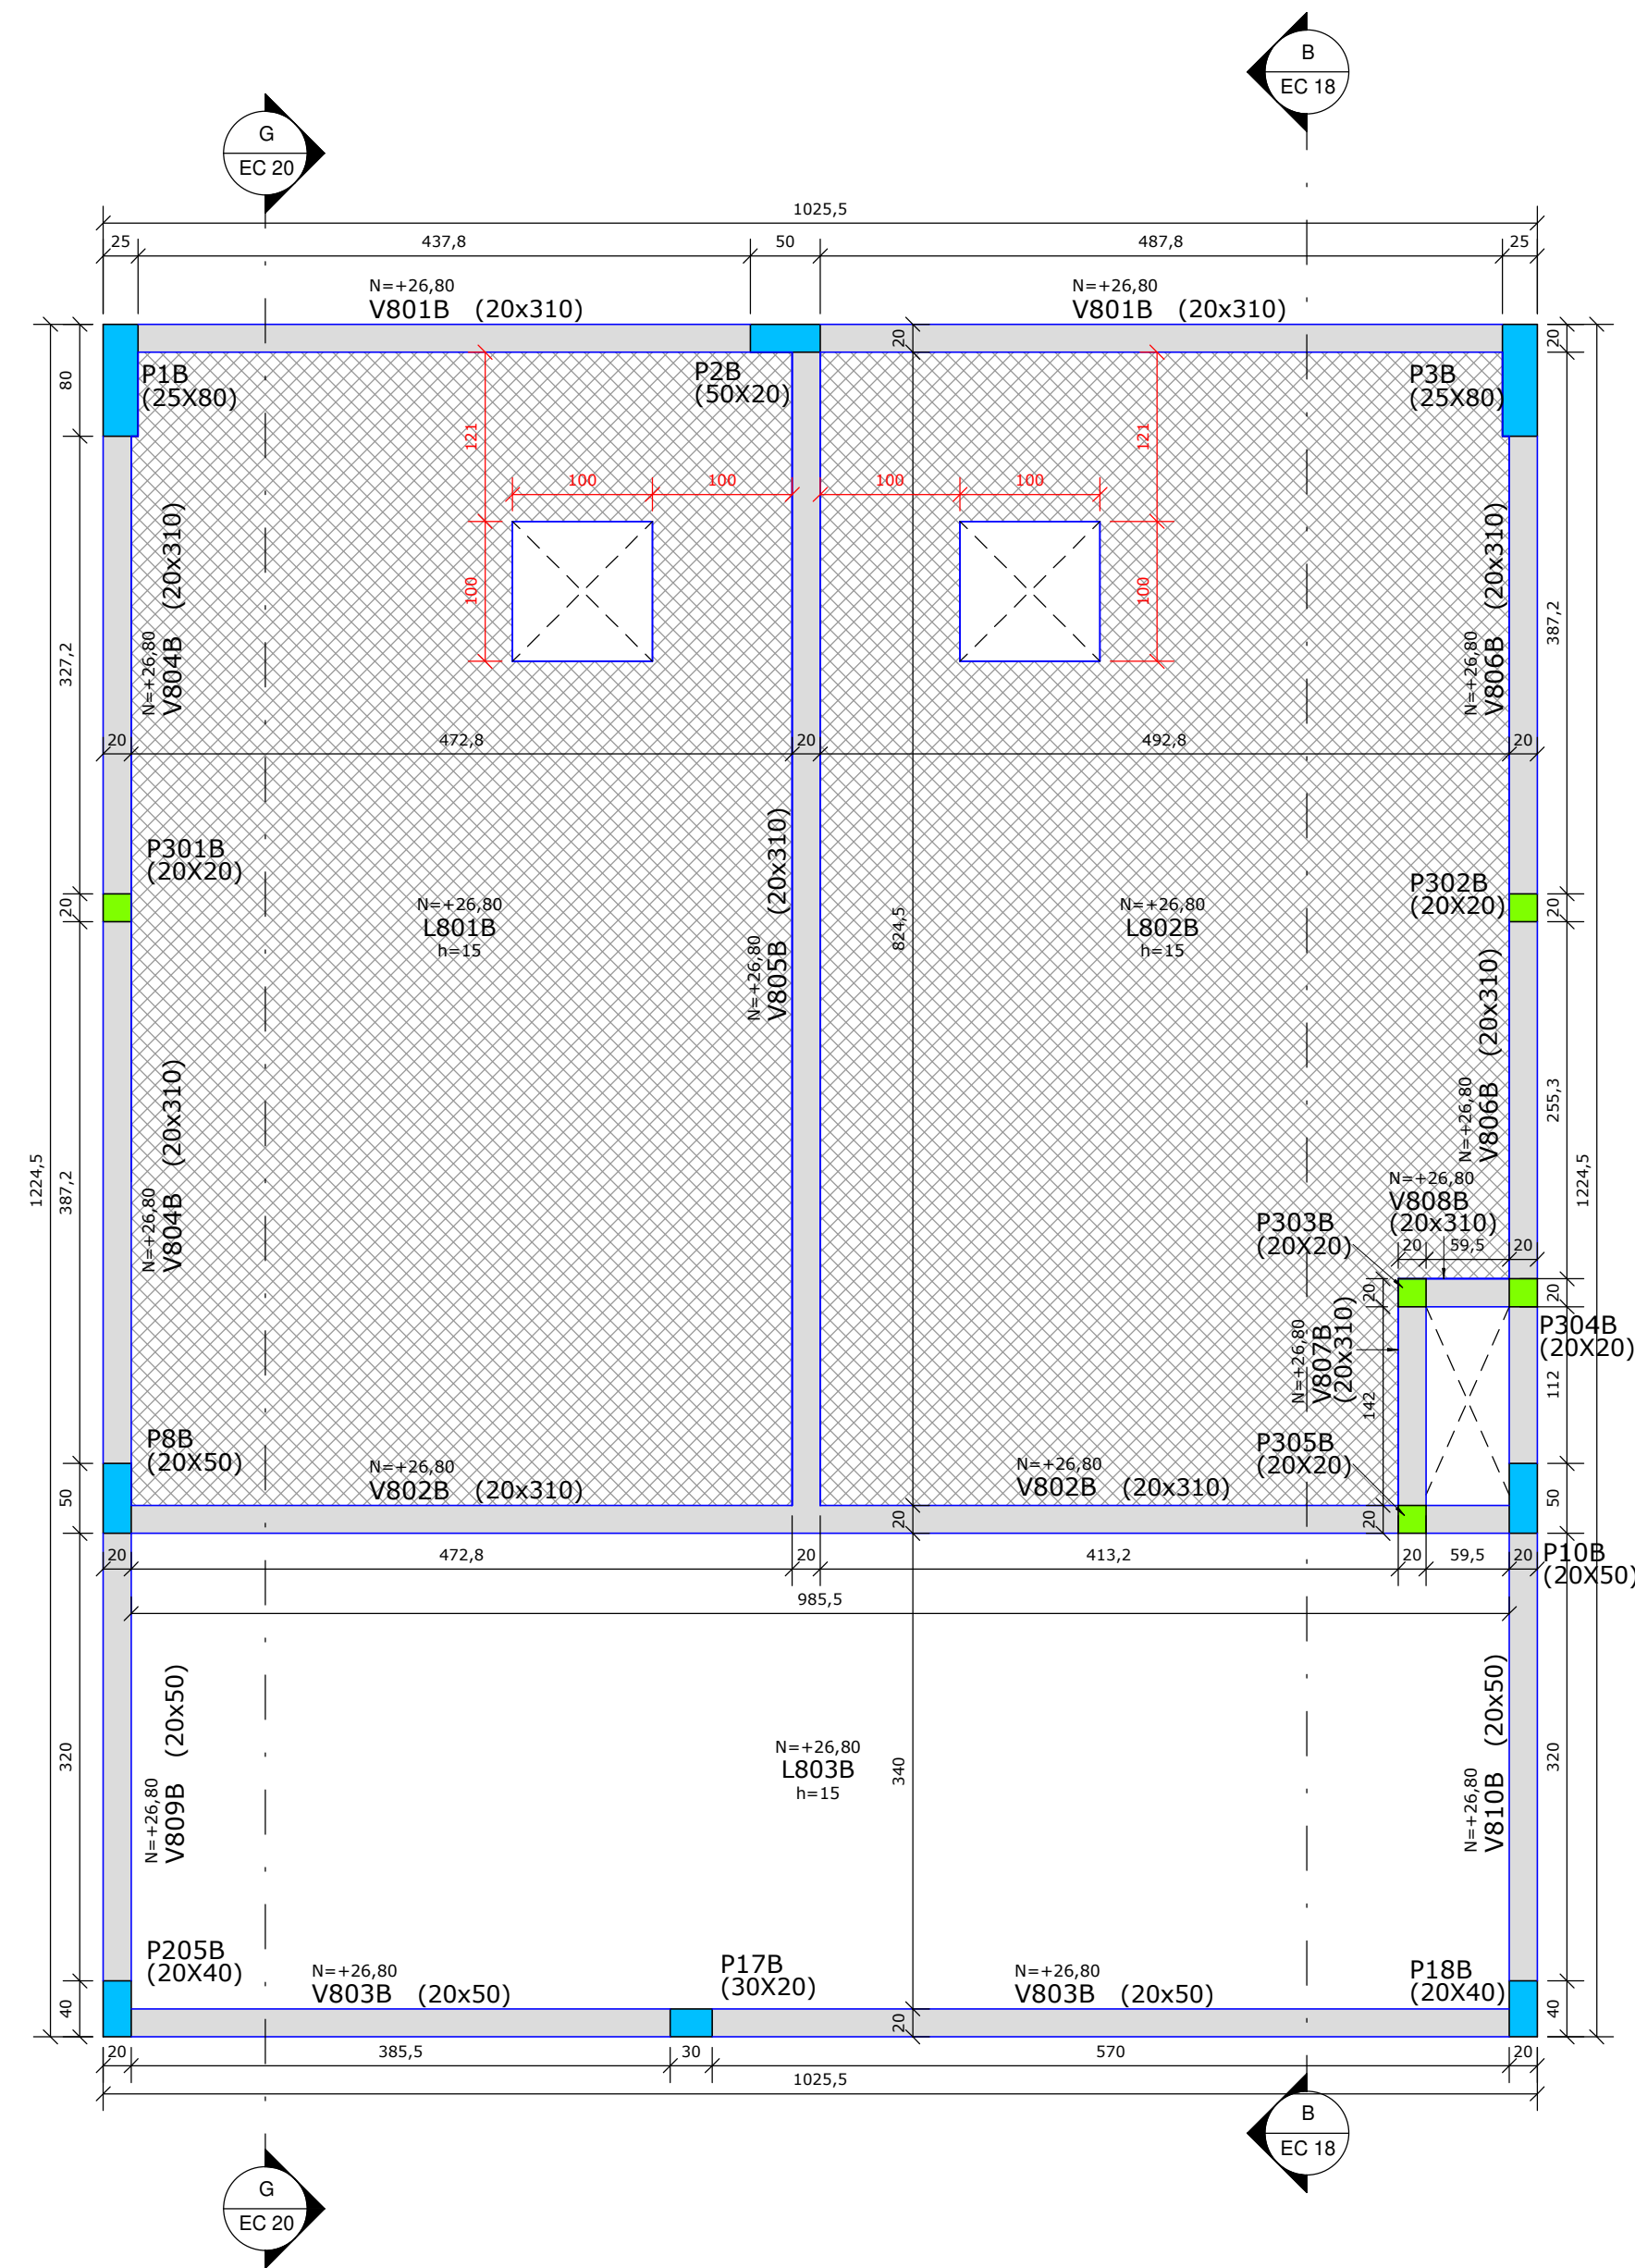 B
EC 18
G
EC 20
1025,5
25
437,8
50
487,8
25
N=+26,80
V801B (20x310)
N=+26,80
V801B (20x310)
20
20
80
P1B
(25X80)
P2B
(50X20)
P3B
(25X80)
121
121
100
100
100
100
100
100
N=+26,80
V804B (20x310)
N=+26,80
V806B (20x310)
327,2
387,2
20
472,8
20
492,8
20
P301B
(20X20)
P302B
(20X20)
20
20
N=+26,80
L801B
h=15
N=+26,80
V805B (20x310)
824,5
N=+26,80
L802B
h=15
N=+26,80
V804B (20x310)
N=+26,80
V806B (20x310)
255,3
1224,5
387,2
1224,5
N=+26,80
V808B
(20x310)
P303B
(20X20)
20
59,5
20
20
20
P304B
(20X20)
N=+26,80
V807B
(20x310)
142
112
P8B
(20X50)
P305B
(20X20)
N=+26,80
V802B (20x310)
N=+26,80
V802B (20x310)
50
50
20
20
20
472,8
20
413,2
20
59,5
20
P10B
(20X50)
985,5
N=+26,80
V809B (20x50)
N=+26,80
V810B (20x50)
320
N=+26,80
L803B
h=15
340
320
P205B
(20X40)
N=+26,80
V803B (20x50)
P17B
(30X20)
N=+26,80
V803B (20x50)
P18B
(20X40)
40
20
40
20
385,5
30
570
20
1025,5
B
EC 18
G
EC 20